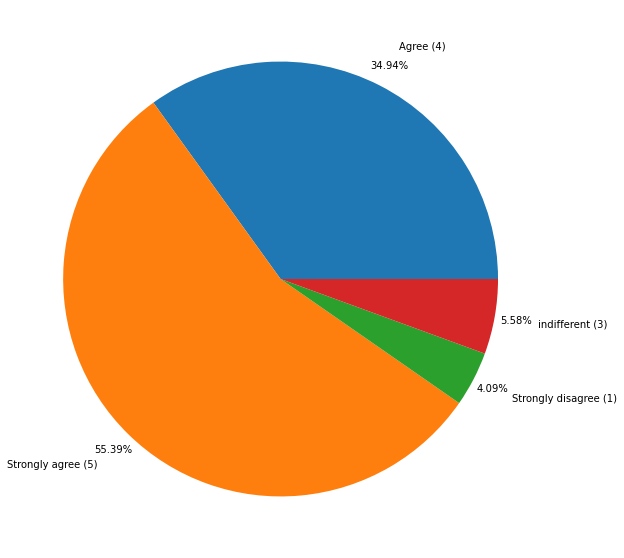 Agree (4)
34.94%
5.58%
indifferent (3)
4.09%
Strongly disagree (1)
55.39%
Strongly agree (5)